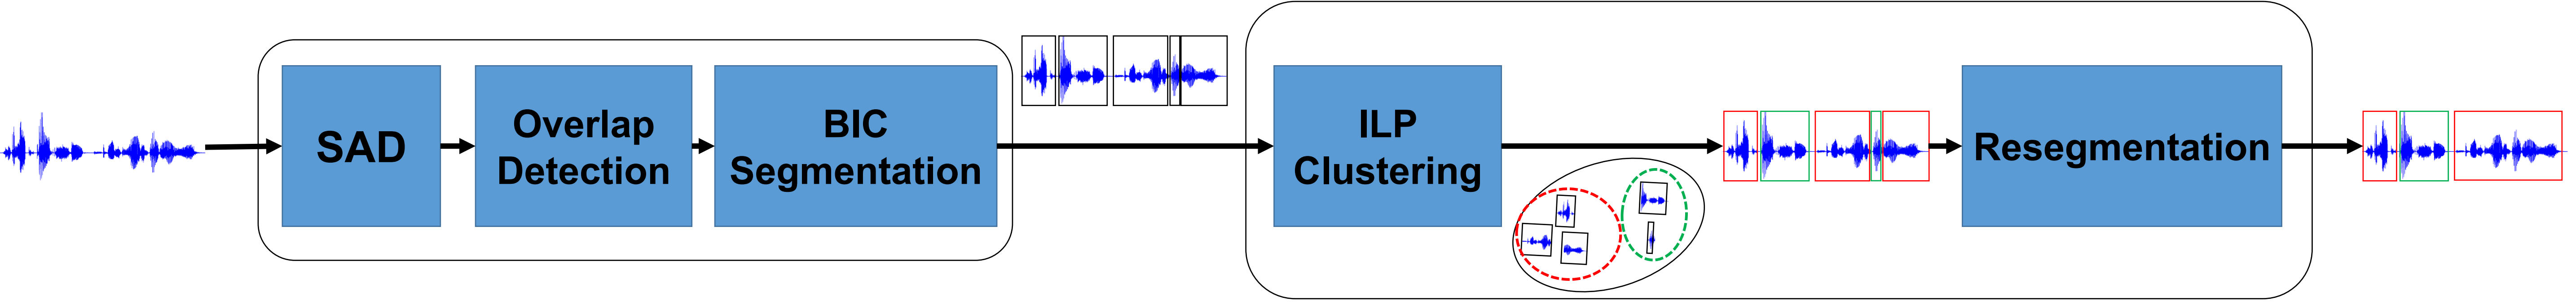 SAD
Overlap
Detection
BIC
Segmentation
ILP
Clustering
Resegmentation